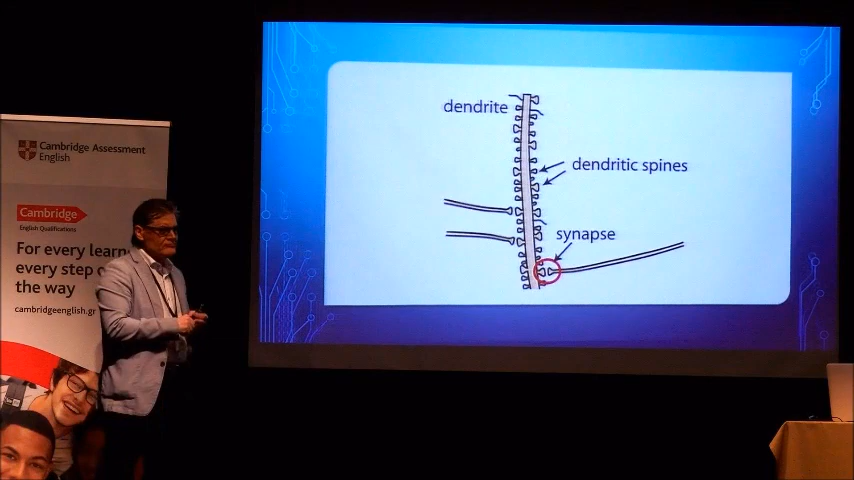 Cambridge Assessment
English
Cambridge
English Qualifications
For every learn
every step o
the way
cambridgeenglish.gr
dendrite
dendritic spines
synapse